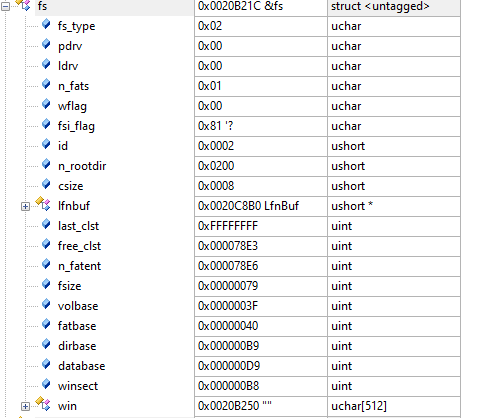 fs 0x0020B21C &fs struct <untagged>
fs_type 0x02 uchar
pdrv 0x00 uchar
ldrv 0x00 uchar
n_fats 0x01 uchar
wflag 0x00 uchar
fsi_flag 0x81 '? uchar
id 0x0002 ushort
n_rootdir 0x0200 ushort
csize 0x0008 ushort
lfnbuf 0x0020C8B0 LfnBuf ushort *
last_clst 0xFFFFFFFF uint
free_clst 0x000078E3 uint
n_fatent 0x000078E6 uint
fsize 0x00000079 uint
volbase 0x0000003F uint
fatbase 0x00000040 uint
dirbase 0x000000B9 uint
database 0x000000D9 uint
winsect 0x000000B8 uint
win 0x0020B250 "" uchar[512]